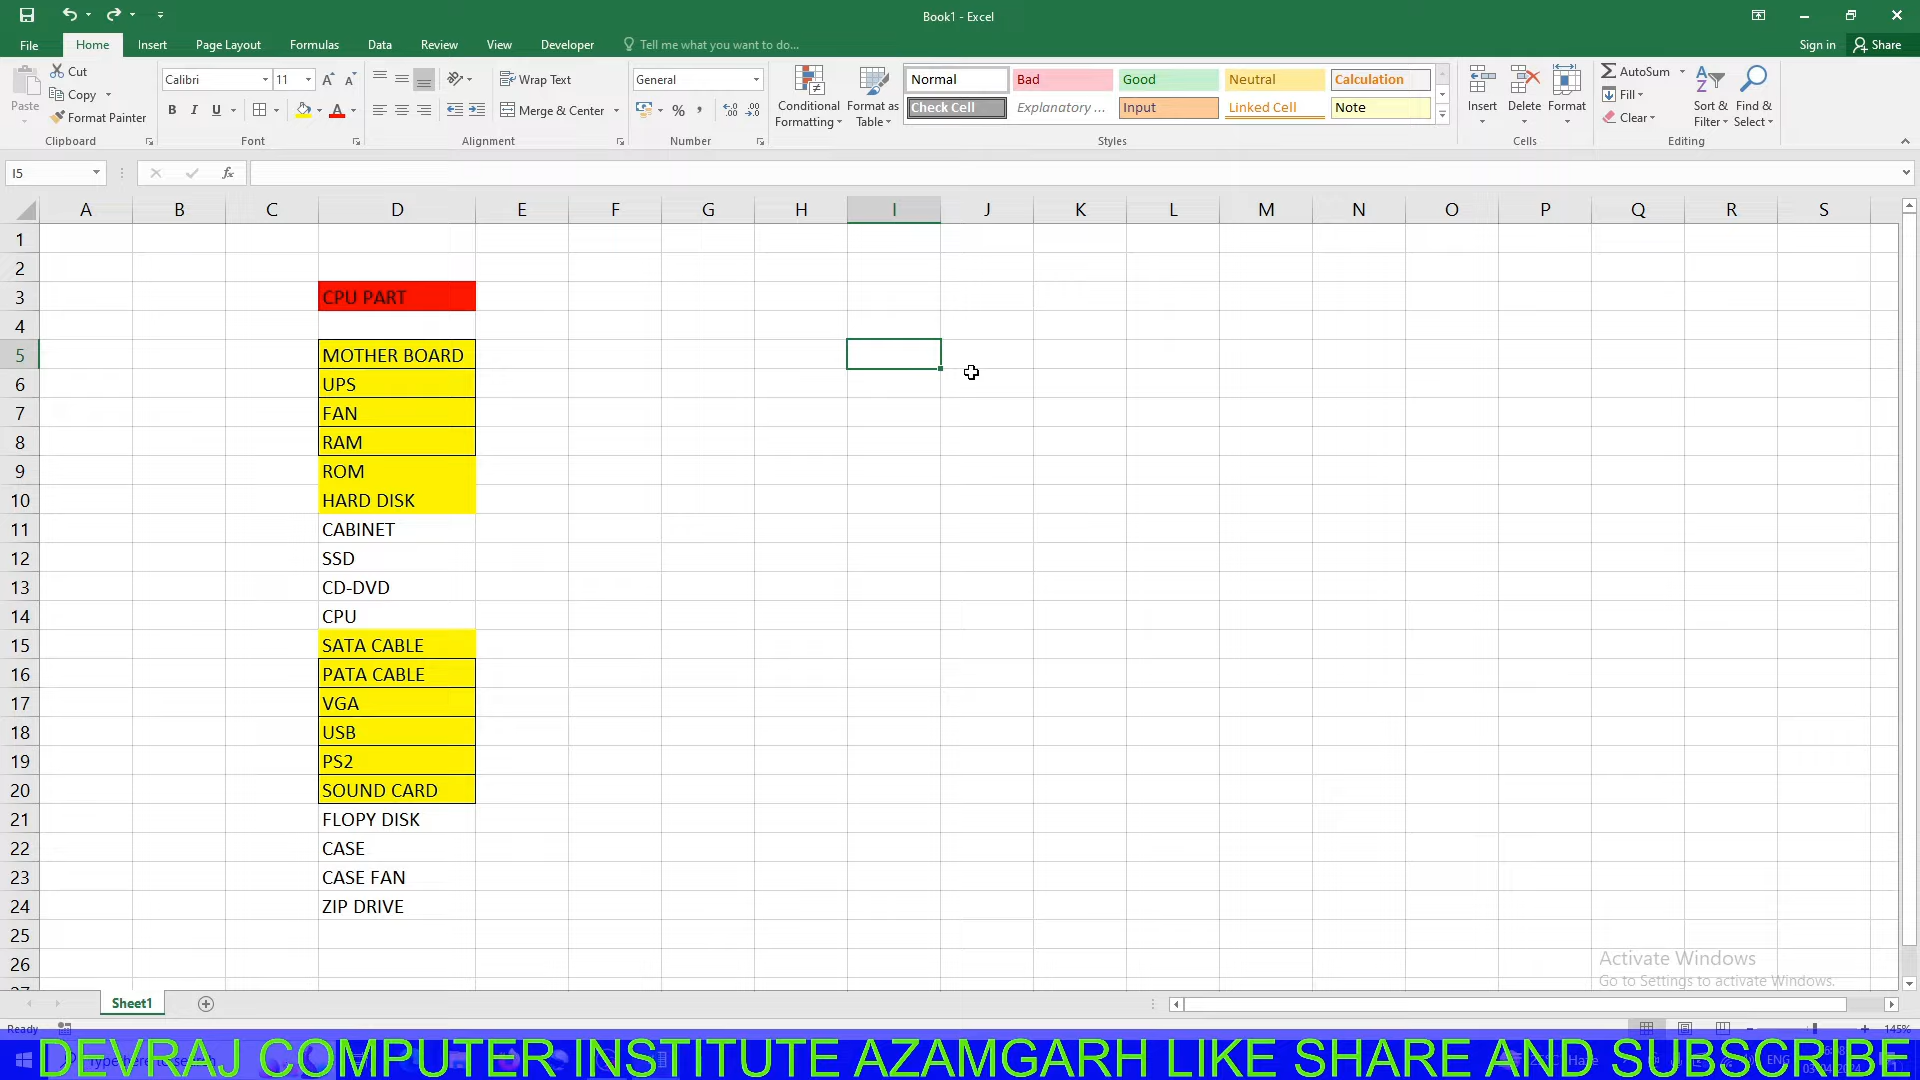 Book1 - Excel
File Home Insert Page Layout Formulas Data Review View Developer Tell me what you want to do... Sign in Share
Paste
Cut
Copy
Format Painter
Clipboard
Calibri 11
B I U
Font
Wrap Text
Merge & Center
Alignment
General
%
Number
Conditional Formatting
Format as Table
Normal Bad Good Neutral Calculation
Check Cell Explanatory ... Input Linked Cell Note
Styles
Insert Delete Format
Cells
AutoSum
Fill
Clear
Sort & Filter
Find & Select
Editing
I5 fx
A B C D E F G H I J K L M N O P Q R S
1
2
3 CPU PART
4
5 MOTHER BOARD
6 UPS
7 FAN
8 RAM
9 ROM
10 HARD DISK
11 CABINET
12 SSD
13 CD-DVD
14 CPU
15 SATA CABLE
16 PATA CABLE
17 VGA
18 USB
19 PS2
20 SOUND CARD
21 FLOPY DISK
22 CASE
23 CASE FAN
24 ZIP DRIVE
25
26
Activate Windows
Go to Settings to activate Windows.
Sheet1
Ready 145%
DEVRAJ COMPUTER INSTITUTE AZAMGARH LIKE SHARE AND SUBSCRIBE